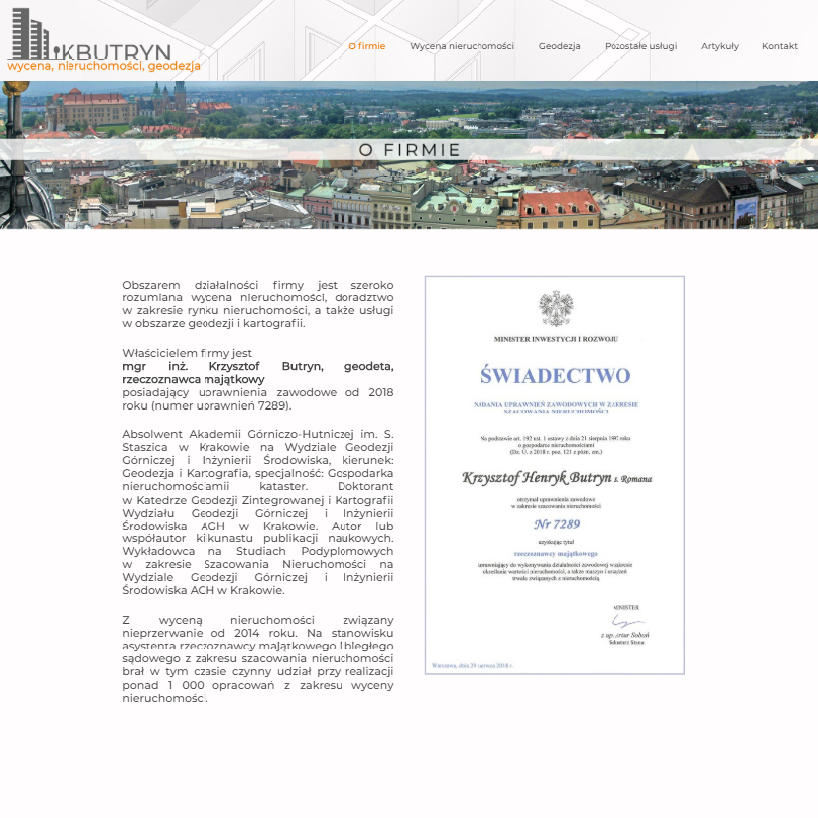 KBUTRYN
wycena, nieruchomości, geodezja
O firmie
Wycena nieruchomości
Geodezja
Pozostałe usługi
Artykuły
Kontakt
O FIRMIE
Obszarem działalności firmy jest szeroko
rozumiana wycena nieruchomości, doradztwo
w zakresie rynku nieruchomości, a także usługi
w obszarze geodezji i kartografii.
Właścicielem firmy jest
mgr inż. Krzysztof Butryn, geodeta,
rzeczoznawca majątkowy
posiadający uprawnienia zawodowe od 2018
roku (numer uprawnień 7289).
Absolwent Akademii Górniczo-Hutniczej im. S.
Staszica w Krakowie na Wydziale Geodezji
Górniczej i Inżynierii Środowiska, kierunek:
Geodezja i Kartografia, specjalność: Gospodarka
nieruchomościamii kataster. Doktorant
w Katedrze Geodezji Zintegrowanej i Kartografii
Wydziału Geodezji Górniczej i Inżynierii
Środowiska AGH w Krakowie. Autor lub
współautor kilkunastu publikacji naukowych.
Wykładowca na Studiach Podyplomowych
w zakresie Szacowania Nieruchomości na
Wydziale Geodezji Górniczej i Inżynierii
Środowiska AGH w Krakowie.
Z wyceną nieruchomości związany
nieprzerwanie od 2014 roku. Na stanowisku
asystenta rzeczoznawcy majątkowego i biegłego
sądowego z zakresu szacowania nieruchomości
brał w tym czasie czynny udział przy realizacji
ponad 1 000 opracowań z zakresu wyceny
nieruchomości.
MINISTER INWESTYCJI I ROZWOJU
ŚWIADECTWO
NADANIA UPRAWNIEŃ ZAWODOWYCH W ZAKRESIE
SZACOWANIA NIERUCHOMOŚCI
Na podstawie art. 192 ust. 1 ustawy z dnia 21 sierpnia 1997 roku
o gospodarce nieruchomościami
(Dz. U. z 2018 r. poz. 121 z późn. zm.)
Krzysztof Henryk Butryn s. Romana
otrzymał uprawnienia zawodowe
w zakresie szacowania nieruchomości
Nr 7289
uzyskując tytuł
rzeczoznawcy majątkowego
uprawniający do wykonywania działalności zawodowej w zakresie
określania wartości nieruchomości, a także maszyn i urządzeń
trwale związanych z nieruchomością
MINISTER
z up. Artur Soboń
Sekretarz Stanu
Warszawa, dnia 29 czerwca 2018 r.